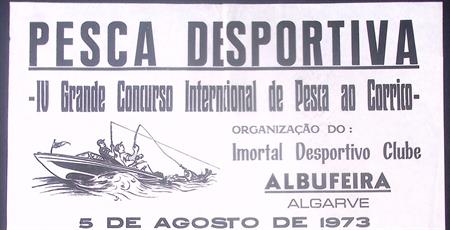 PESCA DESPORTIVA
-IV Grande Concurso Interncional de Pesca ao Corrico-
ORGANIZAÇÃO DO:
Imortal Desportivo Clube
ALBUFEIRA
ALGARVE
5 DE AGOSTO DE 1973